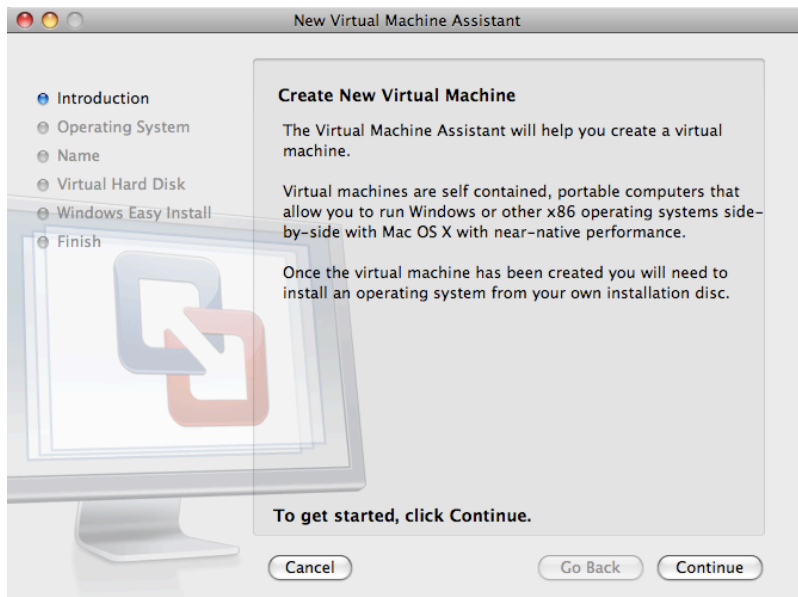 New Virtual Machine Assistant
Introduction
Operating System
Name
Virtual Hard Disk
Windows Easy Install
Finish
Create New Virtual Machine
The Virtual Machine Assistant will help you create a virtual
machine.
Virtual machines are self contained, portable computers that
allow you to run Windows or other x86 operating systems side-
by-side with Mac OS X with near-native performance.
Once the virtual machine has been created you will need to
install an operating system from your own installation disc.
To get started, click Continue.
Cancel
Go Back
Continue